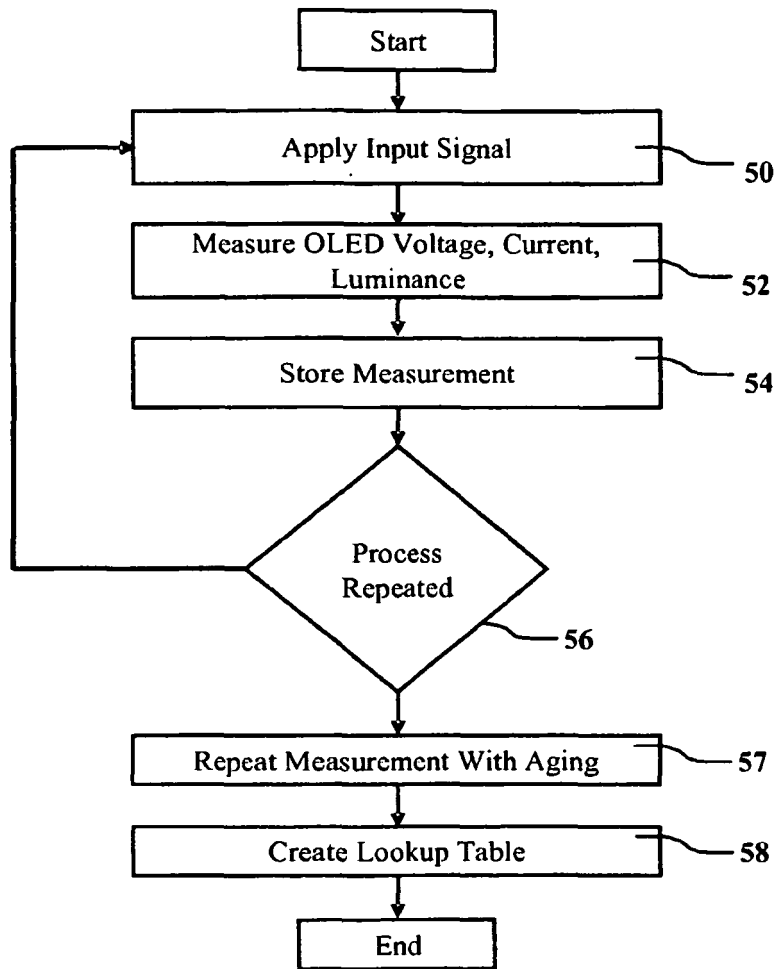 Start
Apply Input Signal
50
Measure OLED Voltage, Current,
Luminance
52
Store Measurement
54
Process
Repeated
56
Repeat Measurement With Aging
57
Create Lookup Table
58
End